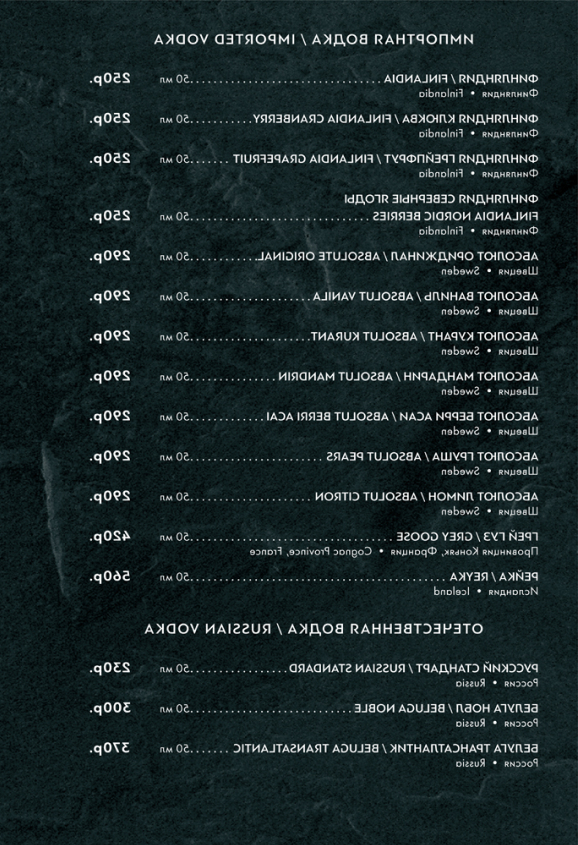 ИМПОРТНАЯ ВОДКА / IMPORTED VODKA
ФИНЛЯНДИЯ / FINLANDIA................................50 мл 250р.
Финляндия • Finlandia
ФИНЛЯНДИЯ КЛЮКВА / FINLANDIA CRANBERRY............50 мл 250р.
Финляндия • Finlandia
ФИНЛЯНДИЯ ГРЕЙПФРУТ / FINLANDIA GRAPEFRUIT.......50 мл 250р.
Финляндия • Finlandia
ФИНЛЯНДИЯ СЕВЕРНЫЕ ЯГОДЫ
FINLANDIA NORDIC BERRIES..............................50 мл 250р.
Финляндия • Finlandia
АБСОЛЮТ ОРИДЖИНАЛ / ABSOLUTE ORIGINAL............50 мл 290р.
Швеция • Sweden
АБСОЛЮТ ВАНИЛЬ / ABSOLUT VANILA....................50 мл 290р.
Швеция • Sweden
АБСОЛЮТ КУРАНТ / ABSOLUT KURANT....................50 мл 290р.
Швеция • Sweden
АБСОЛЮТ МАНДАРИН / ABSOLUT MANDRIN...............50 мл 290р.
Швеция • Sweden
АБСОЛЮТ БЕРРИ АСАИ / ABSOLUT BERRI ACAI.............50 мл 290р.
Швеция • Sweden
АБСОЛЮТ ГРУША / ABSOLUT PEARS.......................50 мл 290р.
Швеция • Sweden
АБСОЛЮТ ЛИМОН / ABSOLUT CITRON.....................50 мл 290р.
Швеция • Sweden
ГРЕЙ ГУЗ / GREY GOOSE..................................50 мл 420р.
Провинция Коньяк, Франция • Cognac Province, France
РЕЙКА / REYKA...........................................50 мл 560р.
Исландия • Iceland
ОТЕЧЕСТВЕННАЯ ВОДКА / RUSSIAN VODKA
РУССКИЙ СТАНДАРТ / RUSSIAN STANDARD................50 мл 230р.
Россия • Russia
БЕЛУГА НОБЛ / BELUGA NOBLE...........................50 мл 300р.
Россия • Russia
БЕЛУГА ТРАНСАТЛАНТИК / BELUGA TRANSATLANTIC.......50 мл 370р.
Россия • Russia